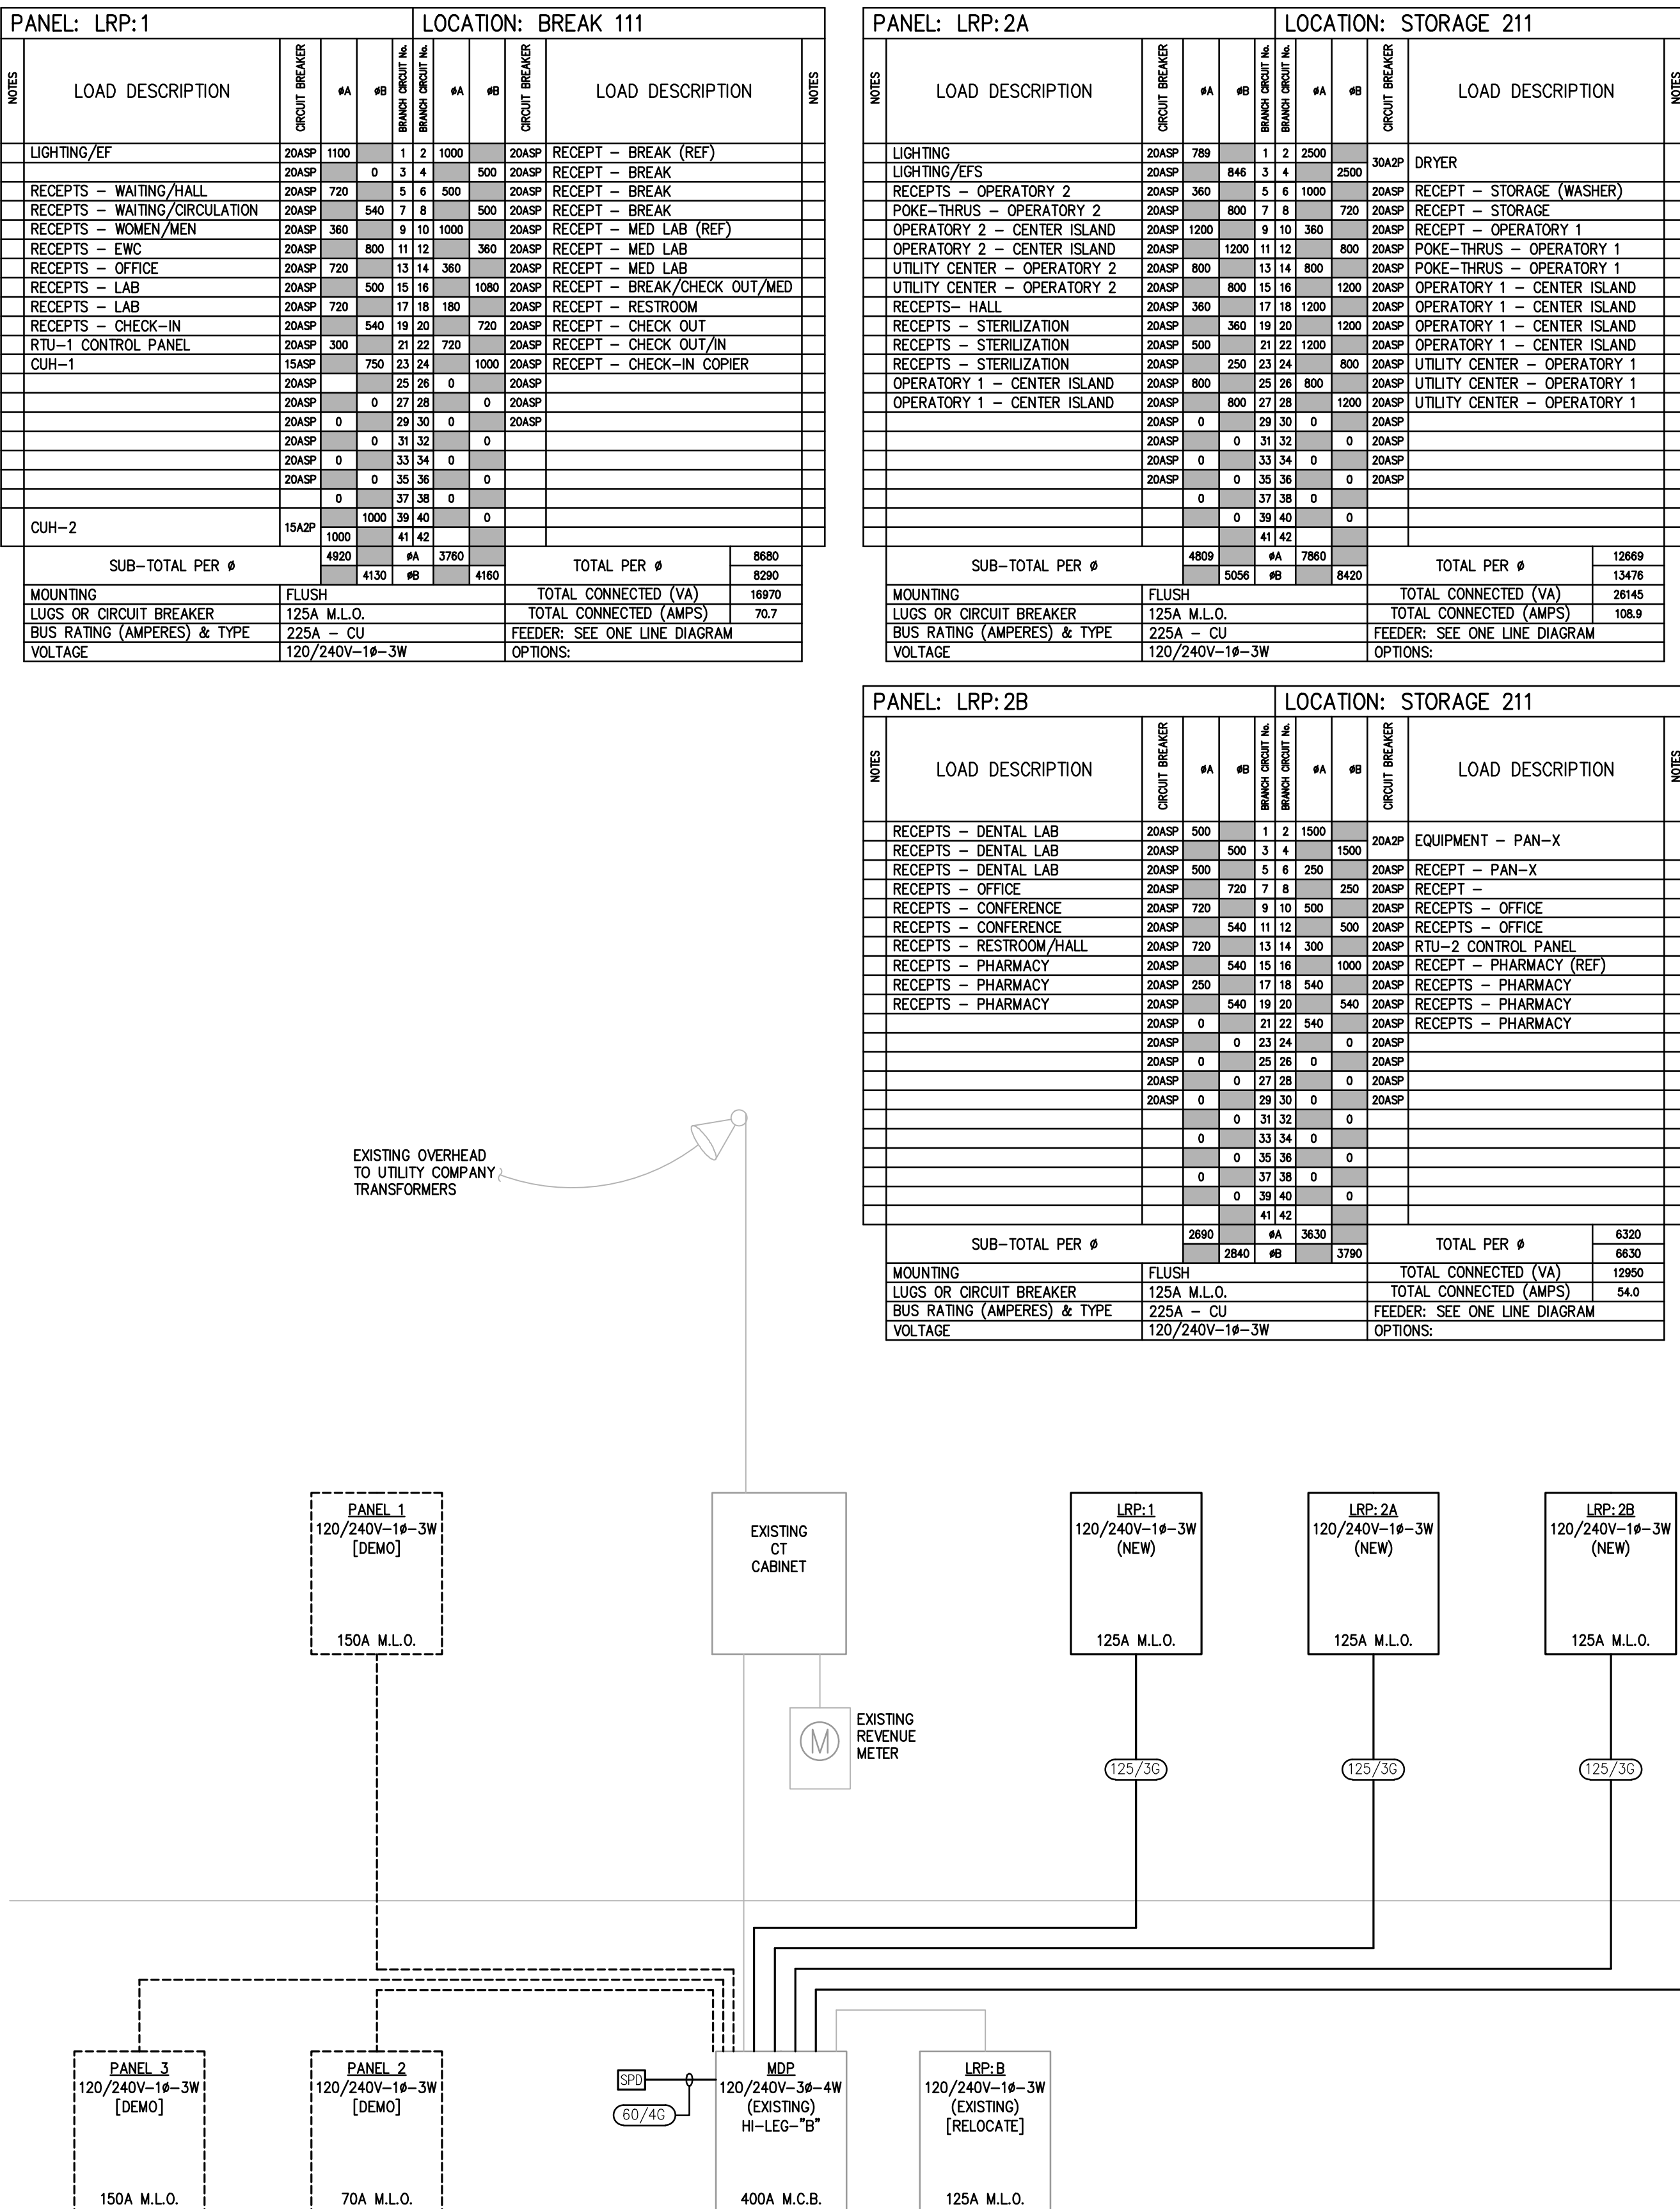 PANEL: LRP:1 LOCATION: BREAK 111
NOTES LOAD DESCRIPTION CIRCUIT BREAKER øA øB BRANCH CIRCUIT No. BRANCH CIRCUIT No. øA øB CIRCUIT BREAKER LOAD DESCRIPTION NOTES
LIGHTING/EF 20ASP 1100 1 2 1000 20ASP RECEPT – BREAK (REF)
20ASP 0 3 4 500 20ASP RECEPT – BREAK
RECEPTS – WAITING/HALL 20ASP 720 5 6 500 20ASP RECEPT – BREAK
RECEPTS – WAITING/CIRCULATION 20ASP 540 7 8 500 20ASP RECEPT – BREAK
RECEPTS – WOMEN/MEN 20ASP 360 9 10 1000 20ASP RECEPT – MED LAB (REF)
RECEPTS – EWC 20ASP 800 11 12 360 20ASP RECEPT – MED LAB
RECEPTS – OFFICE 20ASP 720 13 14 360 20ASP RECEPT – MED LAB
RECEPTS – LAB 20ASP 500 15 16 1080 20ASP RECEPT – BREAK/CHECK OUT/MED
RECEPTS – LAB 20ASP 720 17 18 180 20ASP RECEPT – RESTROOM
RECEPTS – CHECK–IN 20ASP 540 19 20 720 20ASP RECEPT – CHECK OUT
RTU–1 CONTROL PANEL 20ASP 300 21 22 720 20ASP RECEPT – CHECK OUT/IN
CUH–1 15ASP 750 23 24 1000 20ASP RECEPT – CHECK–IN COPIER
20ASP 25 26 0 20ASP
20ASP 0 27 28 0 20ASP
20ASP 0 29 30 0 20ASP
20ASP 0 31 32 0
20ASP 0 33 34 0
20ASP 0 35 36 0
0 37 38 0
CUH–2 15A2P 1000 39 40 0
1000 41 42
SUB–TOTAL PER ø 4920 øA 3760 TOTAL PER ø 8680
4130 øB 4160 8290
MOUNTING FLUSH TOTAL CONNECTED (VA) 16970
LUGS OR CIRCUIT BREAKER 125A M.L.O. TOTAL CONNECTED (AMPS) 70.7
BUS RATING (AMPERES) & TYPE 225A – CU FEEDER: SEE ONE LINE DIAGRAM
VOLTAGE 120/240V–1ø–3W OPTIONS:
PANEL: LRP:2A LOCATION: STORAGE 211
NOTES LOAD DESCRIPTION CIRCUIT BREAKER øA øB BRANCH CIRCUIT No. BRANCH CIRCUIT No. øA øB CIRCUIT BREAKER LOAD DESCRIPTION NOTES
LIGHTING 20ASP 789 1 2 2500 30A2P DRYER
LIGHTING/EFS 20ASP 846 3 4 2500
RECEPTS – OPERATORY 2 20ASP 360 5 6 1000 20ASP RECEPT – STORAGE (WASHER)
POKE–THRUS – OPERATORY 2 20ASP 800 7 8 720 20ASP RECEPT – STORAGE
OPERATORY 2 – CENTER ISLAND 20ASP 1200 9 10 360 20ASP RECEPT – OPERATORY 1
OPERATORY 2 – CENTER ISLAND 20ASP 1200 11 12 800 20ASP POKE–THRUS – OPERATORY 1
UTILITY CENTER – OPERATORY 2 20ASP 800 13 14 800 20ASP POKE–THRUS – OPERATORY 1
UTILITY CENTER – OPERATORY 2 20ASP 800 15 16 1200 20ASP OPERATORY 1 – CENTER ISLAND
RECEPTS– HALL 20ASP 360 17 18 1200 20ASP OPERATORY 1 – CENTER ISLAND
RECEPTS – STERILIZATION 20ASP 360 19 20 1200 20ASP OPERATORY 1 – CENTER ISLAND
RECEPTS – STERILIZATION 20ASP 500 21 22 1200 20ASP OPERATORY 1 – CENTER ISLAND
RECEPTS – STERILIZATION 20ASP 250 23 24 800 20ASP UTILITY CENTER – OPERATORY 1
OPERATORY 1 – CENTER ISLAND 20ASP 800 25 26 800 20ASP UTILITY CENTER – OPERATORY 1
OPERATORY 1 – CENTER ISLAND 20ASP 800 27 28 1200 20ASP UTILITY CENTER – OPERATORY 1
20ASP 0 29 30 0 20ASP
20ASP 0 31 32 0 20ASP
20ASP 0 33 34 0 20ASP
20ASP 0 35 36 0 20ASP
0 37 38 0
0 39 40 0
41 42
SUB–TOTAL PER ø 4809 øA 7860 TOTAL PER ø 12669
5056 øB 8420 13476
MOUNTING FLUSH TOTAL CONNECTED (VA) 26145
LUGS OR CIRCUIT BREAKER 125A M.L.O. TOTAL CONNECTED (AMPS) 108.9
BUS RATING (AMPERES) & TYPE 225A – CU FEEDER: SEE ONE LINE DIAGRAM
VOLTAGE 120/240V–1ø–3W OPTIONS:
PANEL: LRP:2B LOCATION: STORAGE 211
NOTES LOAD DESCRIPTION CIRCUIT BREAKER øA øB BRANCH CIRCUIT No. BRANCH CIRCUIT No. øA øB CIRCUIT BREAKER LOAD DESCRIPTION NOTES
RECEPTS – DENTAL LAB 20ASP 500 1 2 1500 20A2P EQUIPMENT – PAN–X
RECEPTS – DENTAL LAB 20ASP 500 3 4 1500
RECEPTS – DENTAL LAB 20ASP 500 5 6 250 20ASP RECEPT – PAN–X
RECEPTS – OFFICE 20ASP 720 7 8 250 20ASP RECEPT –
RECEPTS – CONFERENCE 20ASP 720 9 10 500 20ASP RECEPTS – OFFICE
RECEPTS – CONFERENCE 20ASP 540 11 12 500 20ASP RECEPTS – OFFICE
RECEPTS – RESTROOM/HALL 20ASP 720 13 14 300 20ASP RTU–2 CONTROL PANEL
RECEPTS – PHARMACY 20ASP 540 15 16 1000 20ASP RECEPT – PHARMACY (REF)
RECEPTS – PHARMACY 20ASP 250 17 18 540 20ASP RECEPTS – PHARMACY
RECEPTS – PHARMACY 20ASP 540 19 20 540 20ASP RECEPTS – PHARMACY
20ASP 0 21 22 540 20ASP RECEPTS – PHARMACY
20ASP 0 23 24 0 20ASP
20ASP 0 25 26 0 20ASP
20ASP 0 27 28 0 20ASP
20ASP 0 29 30 0 20ASP
0 31 32 0
0 33 34 0
0 35 36 0
0 37 38 0
0 39 40 0
41 42
SUB–TOTAL PER ø 2690 øA 3630 TOTAL PER ø 6320
2840 øB 3790 6630
MOUNTING FLUSH TOTAL CONNECTED (VA) 12950
LUGS OR CIRCUIT BREAKER 125A M.L.O. TOTAL CONNECTED (AMPS) 54.0
BUS RATING (AMPERES) & TYPE 225A – CU FEEDER: SEE ONE LINE DIAGRAM
VOLTAGE 120/240V–1ø–3W OPTIONS:
EXISTING OVERHEAD
TO UTILITY COMPANY
TRANSFORMERS
PANEL 1
120/240V–1ø–3W
[DEMO]
150A M.L.O.
EXISTING
CT
CABINET
LRP:1
120/240V–1ø–3W
(NEW)
125A M.L.O.
LRP:2A
120/240V–1ø–3W
(NEW)
125A M.L.O.
LRP:2B
120/240V–1ø–3W
(NEW)
125A M.L.O.
M
EXISTING
REVENUE
METER
125/3G
125/3G
125/3G
PANEL 3
120/240V–1ø–3W
[DEMO]
150A M.L.O.
PANEL 2
120/240V–1ø–3W
[DEMO]
70A M.L.O.
SPD
60/4G
MDP
120/240V–3ø–4W
(EXISTING)
HI–LEG–"B"
400A M.C.B.
LRP:B
120/240V–1ø–3W
(EXISTING)
[RELOCATE]
125A M.L.O.